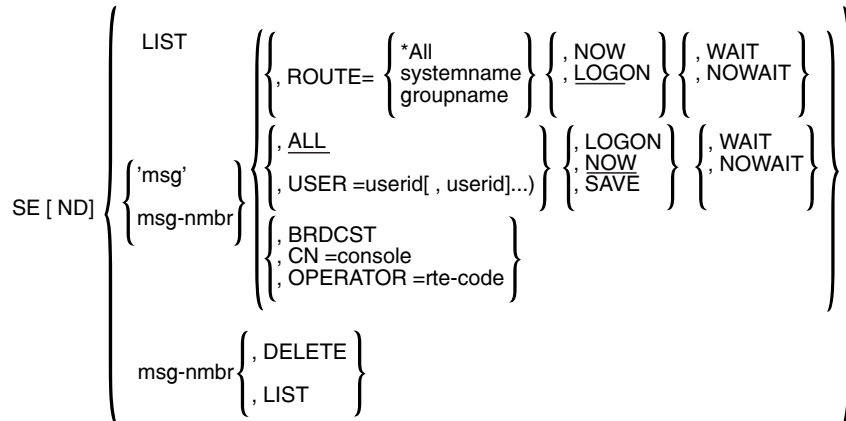 LIST
, ROUTE= *All , NOW , WAIT
systemname , LOGON , NOWAIT
groupname
, ALL , LOGON , WAIT
'msg' , NOW , NOWAIT
, USER =userid[ , userid]...) , SAVE
SE [ ND]
msg-nmbr
, BRDCST
, CN =console
, OPERATOR =rte-code
msg-nmbr , DELETE
, LIST